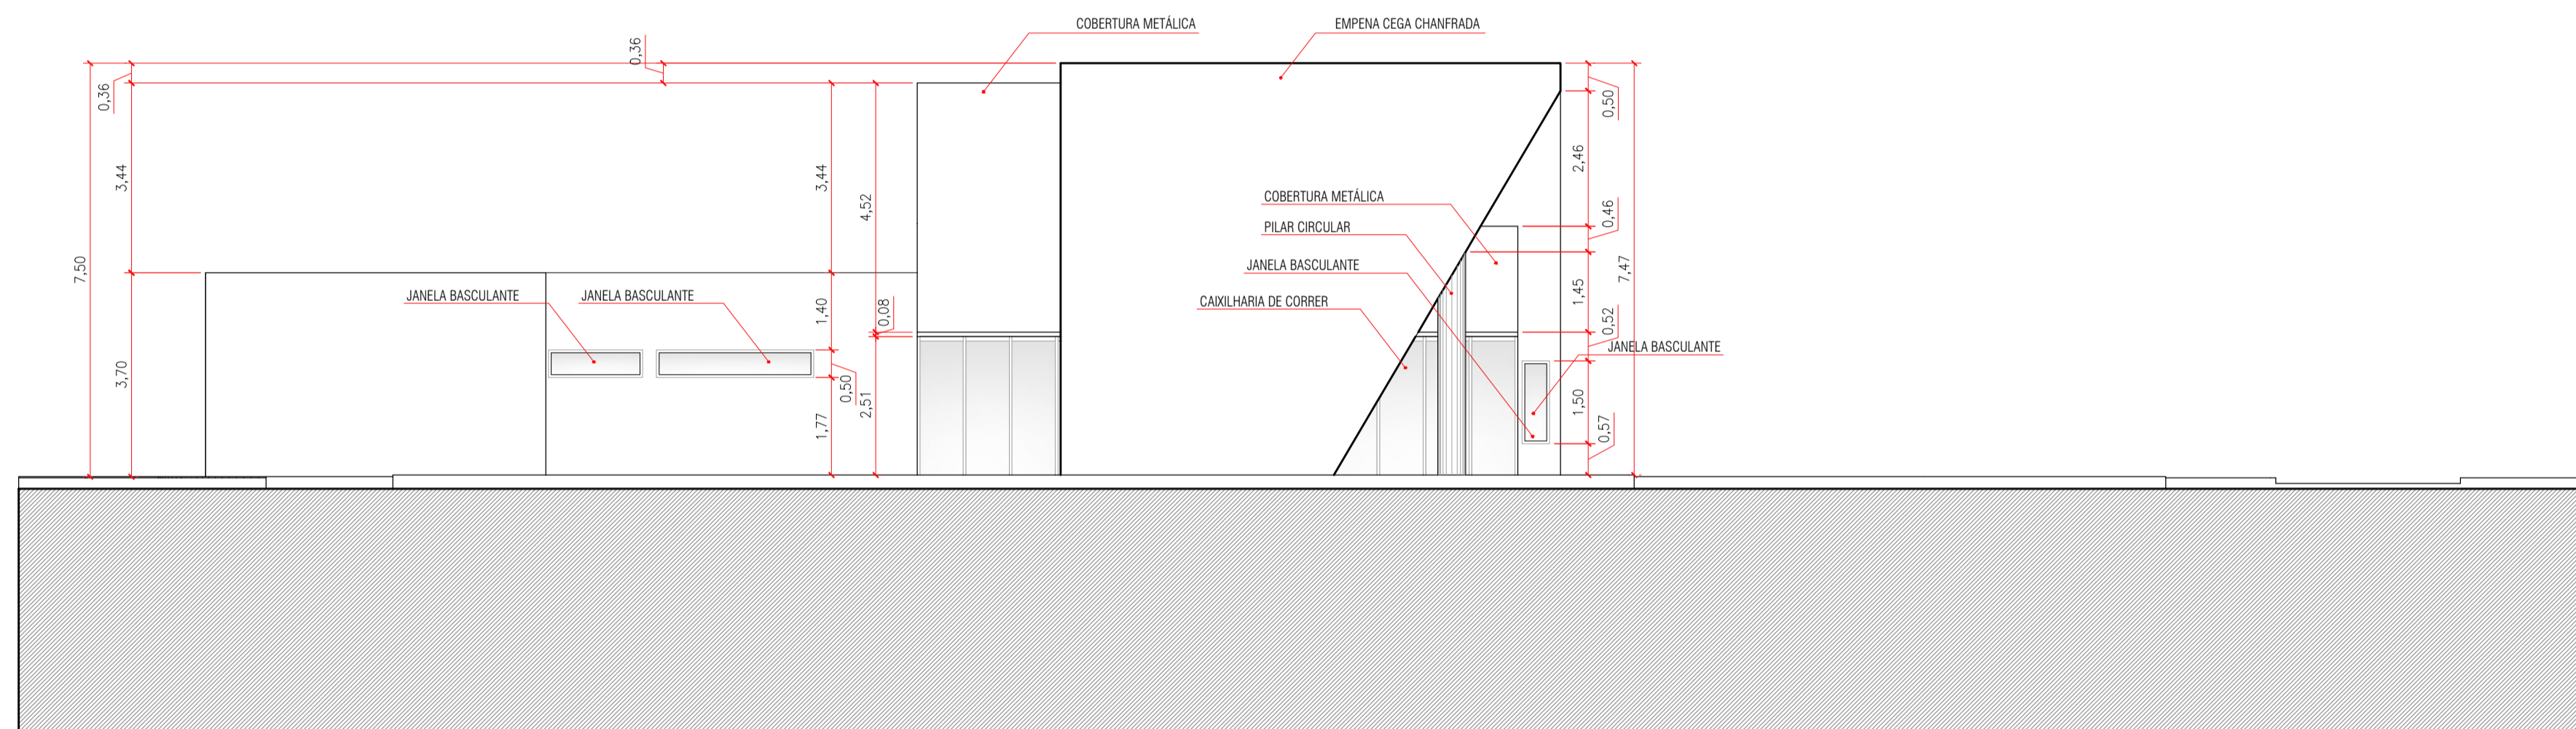 COBERTURA METÁLICA
EMPENA CEGA CHANFRADA
0,36
0,36
0,50
3,44
3,44
4,52
2,46
COBERTURA METÁLICA
0,46
PILAR CIRCULAR
7,50
JANELA BASCULANTE
7,47
JANELA BASCULANTE
JANELA BASCULANTE
CAIXILHARIA DE CORRER
1,40
0,08
1,45
0,52
JANELA BASCULANTE
3,70
0,50
2,51
1,50
1,77
0,57